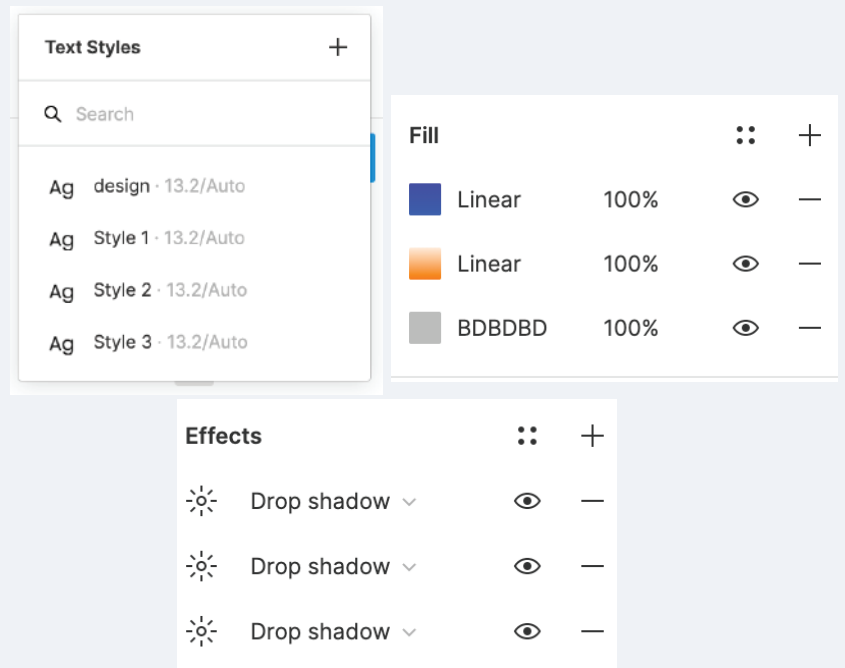 Text Styles
Search
Ag design · 13.2/Auto
Ag Style 1 · 13.2/Auto
Ag Style 2 · 13.2/Auto
Ag Style 3 · 13.2/Auto
Fill
Linear 100%
Linear 100%
BDBDBD 100%
Effects
Drop shadow
Drop shadow
Drop shadow